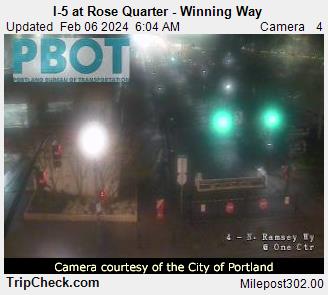 I-5 at Rose Quarter - Winning Way
Updated Feb 06 2024 6:04 AM Camera 4
PBOT
PORTLAND BUREAU OF TRANSPORTATION
4 - N. Ramsey Wy
@ One Ctr
Camera courtesy of the City of Portland
TripCheck.com Milepost302.00